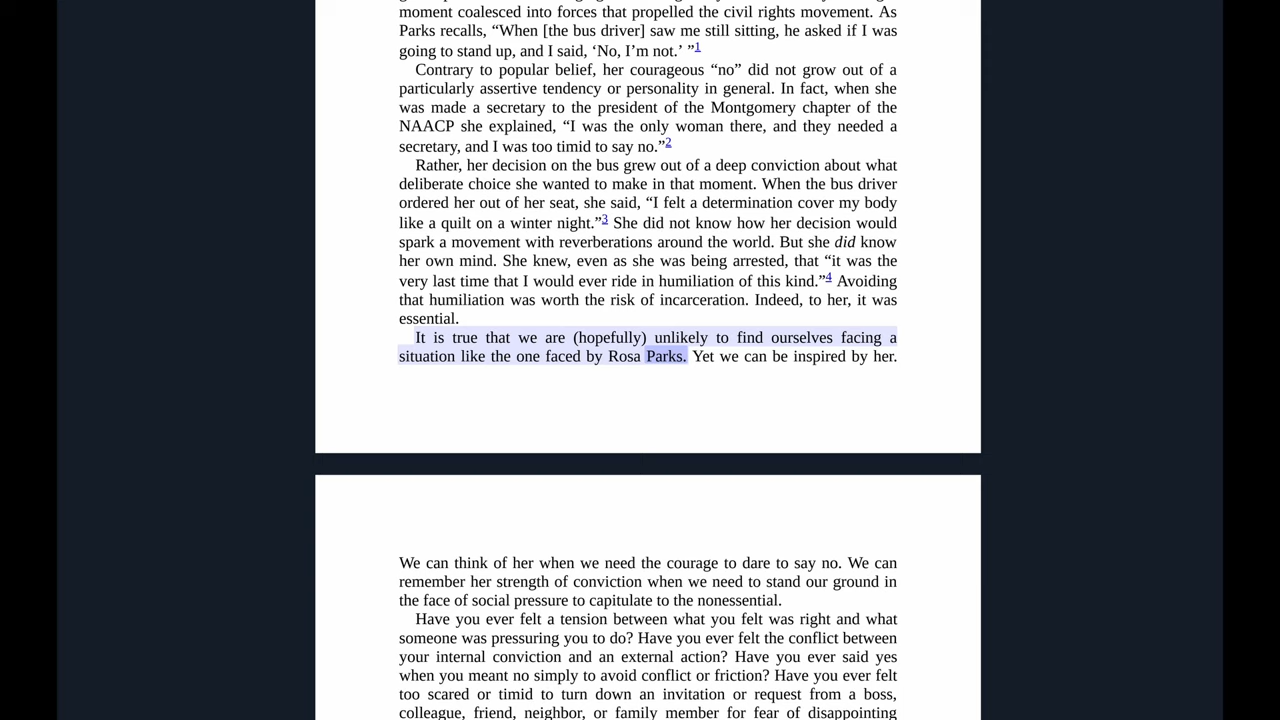 moment coalesced into forces that propelled the civil rights movement. As
Parks recalls, “When [the bus driver] saw me still sitting, he asked if I was
going to stand up, and I said, ‘No, I’m not.’ ”1
Contrary to popular belief, her courageous “no” did not grow out of a
particularly assertive tendency or personality in general. In fact, when she
was made a secretary to the president of the Montgomery chapter of the
NAACP she explained, “I was the only woman there, and they needed a
secretary, and I was too timid to say no.”2
Rather, her decision on the bus grew out of a deep conviction about what
deliberate choice she wanted to make in that moment. When the bus driver
ordered her out of her seat, she said, “I felt a determination cover my body
like a quilt on a winter night.”3 She did not know how her decision would
spark a movement with reverberations around the world. But she did know
her own mind. She knew, even as she was being arrested, that “it was the
very last time that I would ever ride in humiliation of this kind.”4 Avoiding
that humiliation was worth the risk of incarceration. Indeed, to her, it was
essential.
It is true that we are (hopefully) unlikely to find ourselves facing a
situation like the one faced by Rosa Parks. Yet we can be inspired by her.
We can think of her when we need the courage to dare to say no. We can
remember her strength of conviction when we need to stand our ground in
the face of social pressure to capitulate to the nonessential.
Have you ever felt a tension between what you felt was right and what
someone was pressuring you to do? Have you ever felt the conflict between
your internal conviction and an external action? Have you ever said yes
when you meant no simply to avoid conflict or friction? Have you ever felt
too scared or timid to turn down an invitation or request from a boss,
colleague, friend, neighbor, or family member for fear of disappointing